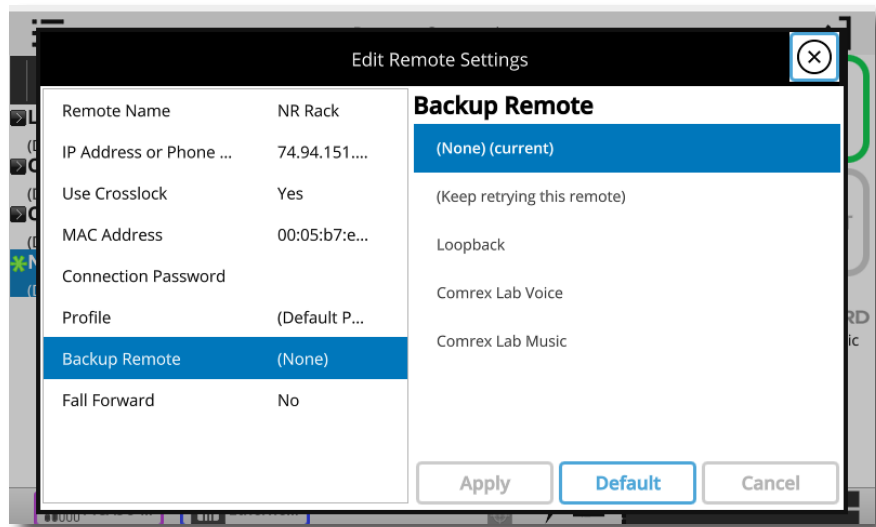 Edit Remote Settings
Remote Name NR Rack
IP Address or Phone ... 74.94.151....
Use Crosslock Yes
MAC Address 00:05:b7:e...
Connection Password
Profile (Default P...
Backup Remote (None)
Fall Forward No
Backup Remote
(None) (current)
(Keep retrying this remote)
Loopback
Comrex Lab Voice
Comrex Lab Music
Apply Default Cancel